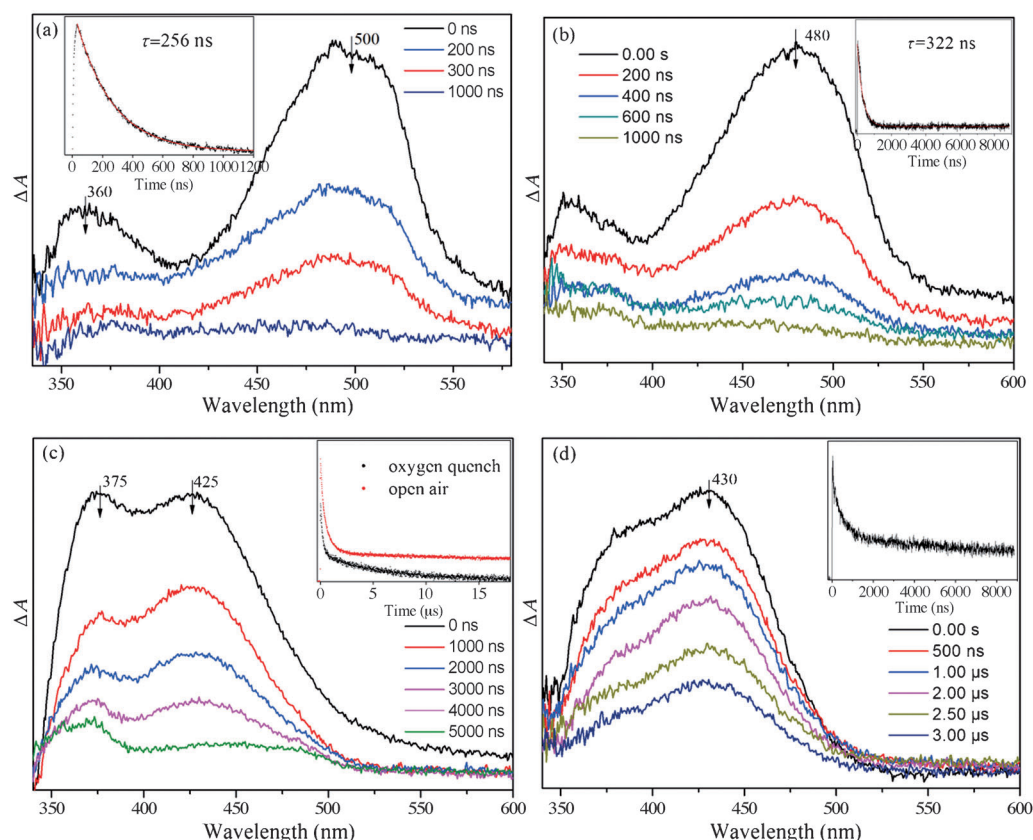 (a)
τ=256 ns
0 200 400 600 800 1000 1200
Time (ns)
500
360
0 ns
200 ns
300 ns
1000 ns
ΔA
350 400 450 500 550
Wavelength (nm)
(b)
480
τ=322 ns
0 2000 4000 6000 8000
Time (ns)
0.00 s
200 ns
400 ns
600 ns
1000 ns
ΔA
350 400 450 500 550 600
Wavelength (nm)
(c)
375
425
oxygen quench
open air
0 5 10 15
Time (μs)
0 ns
1000 ns
2000 ns
3000 ns
4000 ns
5000 ns
ΔA
350 400 450 500 550 600
Wavelength (nm)
(d)
430
0 2000 4000 6000 8000
Time (ns)
0.00 s
500 ns
1.00 μs
2.00 μs
2.50 μs
3.00 μs
ΔA
350 400 450 500 550 600
Wavelength (nm)